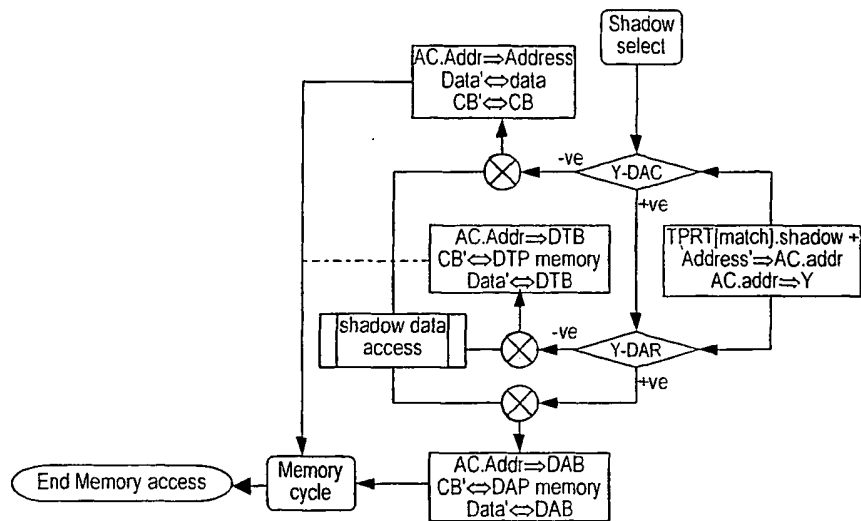 Shadow
select
AC.Addr⇒Address
Data'⇔data
CB'⇔CB
-ve
Y-DAC
+ve
TPRT[match].shadow +
Address'⇒AC.addr
AC.addr⇒Y
AC.Addr⇒DTB
CB'⇔DTP memory
Data'⇔DTB
shadow data
access
-ve
Y-DAR
+ve
AC.Addr⇒DAB
CB'⇔DAP memory
Data'⇔DAB
Memory
cycle
End Memory access